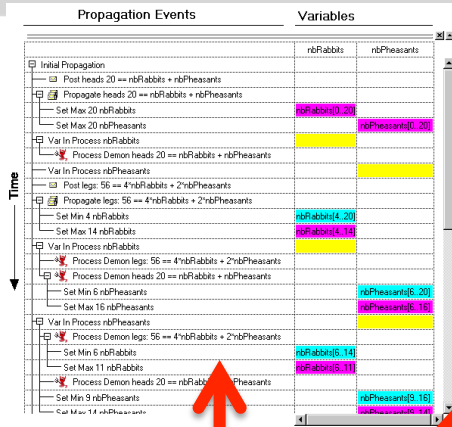 Propagation Events Variables
nbRabbits nbPheasants
Initial Propagation
Post heads 20 == nbRabbits + nbPheasants
Propagate heads 20 == nbRabbits + nbPheasants
Set Max 20 nbRabbits nbRabbits[0..20]
Set Max 20 nbPheasants nbPheasants[0..20]
Var In Process nbRabbits
Process Demon heads 20 == nbRabbits + nbPheasants
Var In Process nbPheasants
Post legs: 56 == 4*nbRabbits + 2*nbPheasants
Propagate legs: 56 == 4*nbRabbits + 2*nbPheasants
Set Min 4 nbRabbits nbRabbits[4..20]
Set Max 14 nbRabbits nbRabbits[4..14]
Var In Process nbRabbits
Process Demon legs: 56 == 4*nbRabbits + 2*nbPheasants
Process Demon heads 20 == nbRabbits + nbPheasants
Set Min 6 nbPheasants nbPheasants[6..20]
Set Max 16 nbPheasants nbPheasants[6..16]
Var In Process nbPheasants
Process Demon legs: 56 == 4*nbRabbits + 2*nbPheasants
Set Min 6 nbRabbits nbRabbits[6..14]
Set Max 11 nbRabbits nbRabbits[6..11]
Process Demon heads 20 == nbPheasants
Set Min 9 nbPheasants nbPheasants[9..16]
Set Max 14 nbPheasants nbPheasants[9..14]
Time